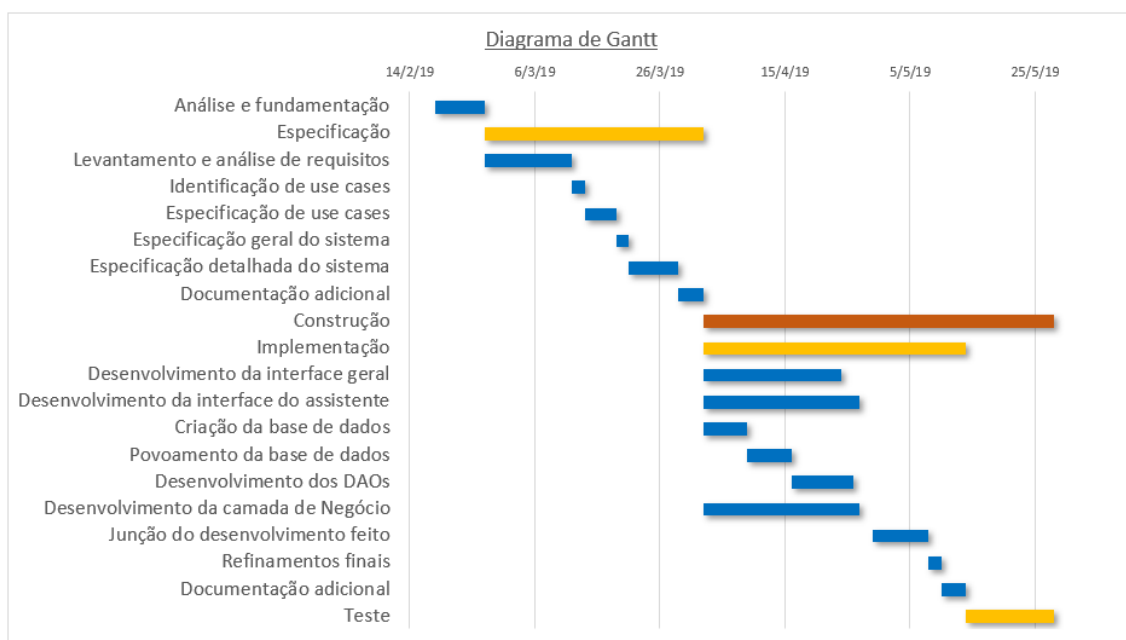 Diagrama de Gantt
14/2/19 6/3/19 26/3/19 15/4/19 5/5/19 25/5/19
Análise e fundamentação
Especificação
Levantamento e análise de requisitos
Identificação de use cases
Especificação de use cases
Especificação geral do sistema
Especificação detalhada do sistema
Documentação adicional
Construção
Implementação
Desenvolvimento da interface geral
Desenvolvimento da interface do assistente
Criação da base de dados
Povoamento da base de dados
Desenvolvimento dos DAOs
Desenvolvimento da camada de Negócio
Junção do desenvolvimento feito
Refinamentos finais
Documentação adicional
Teste